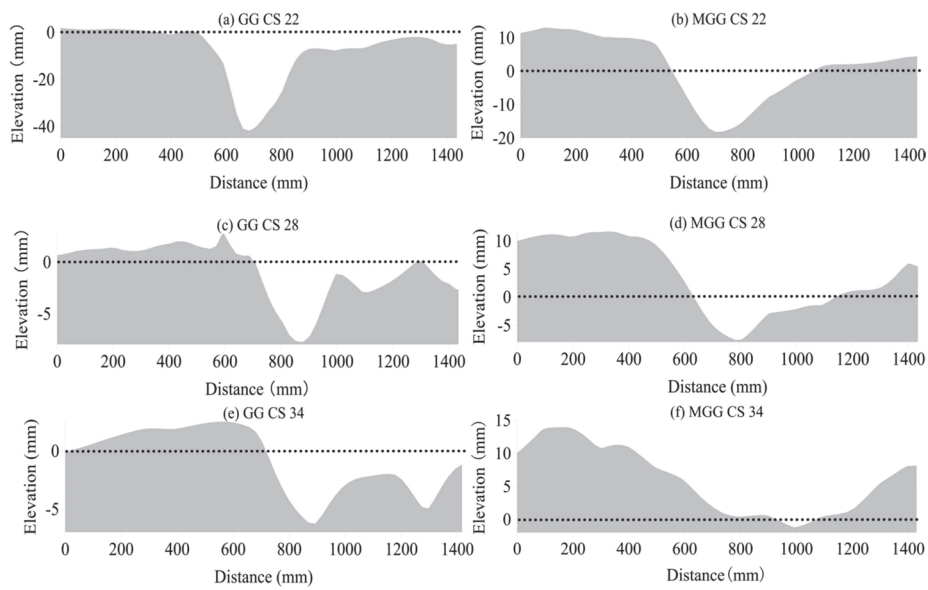 (a) GG CS 22
Elevation (mm)
0
-20
-40
0 200 400 600 800 1000 1200 1400
Distance (mm)
(b) MGG CS 22
Elevation (mm)
10
0
-10
-20
0 200 400 600 800 1000 1200 1400
Distance (mm)
(c) GG CS 28
Elevation (mm)
0
-5
0 200 400 600 800 1000 1200 1400
Distance (mm)
(d) MGG CS 28
Elevation (mm)
10
5
0
-5
0 200 400 600 800 1000 1200 1400
Distance (mm)
(e) GG CS 34
Elevation (mm)
0
-5
0 200 400 600 800 1000 1200 1400
Distance (mm)
(f) MGG CS 34
Elevation (mm)
15
10
5
0
0 200 400 600 800 1000 1200 1400
Distance (mm)